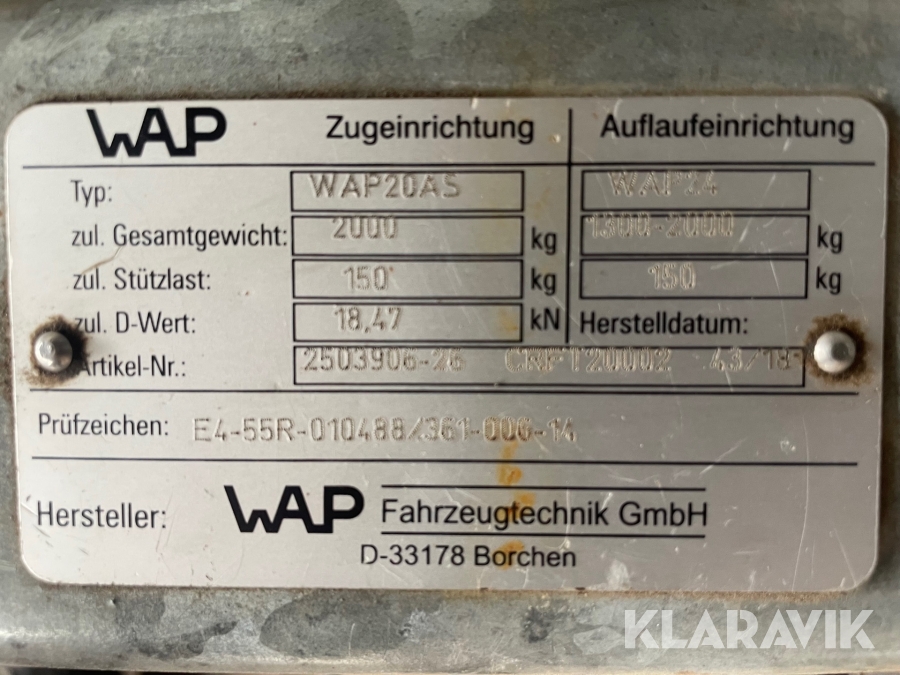 WAP Zugeinrichtung Auflaufeinrichtung
Typ: WAP20AS WAP24
zul. Gesamtgewicht: 2000 kg 1300-2000 kg
zul. Stützlast: 150 kg 150 kg
zul. D-Wert: 18,47 kN Herstelldatum:
Artikel-Nr.: 2503906-26 CRFT20002 43/18
Prüfzeichen: E4-55R-010488/361-006-14
Hersteller: WAP Fahrzeugtechnik GmbH
D-33178 Borchen
KLARAVIK